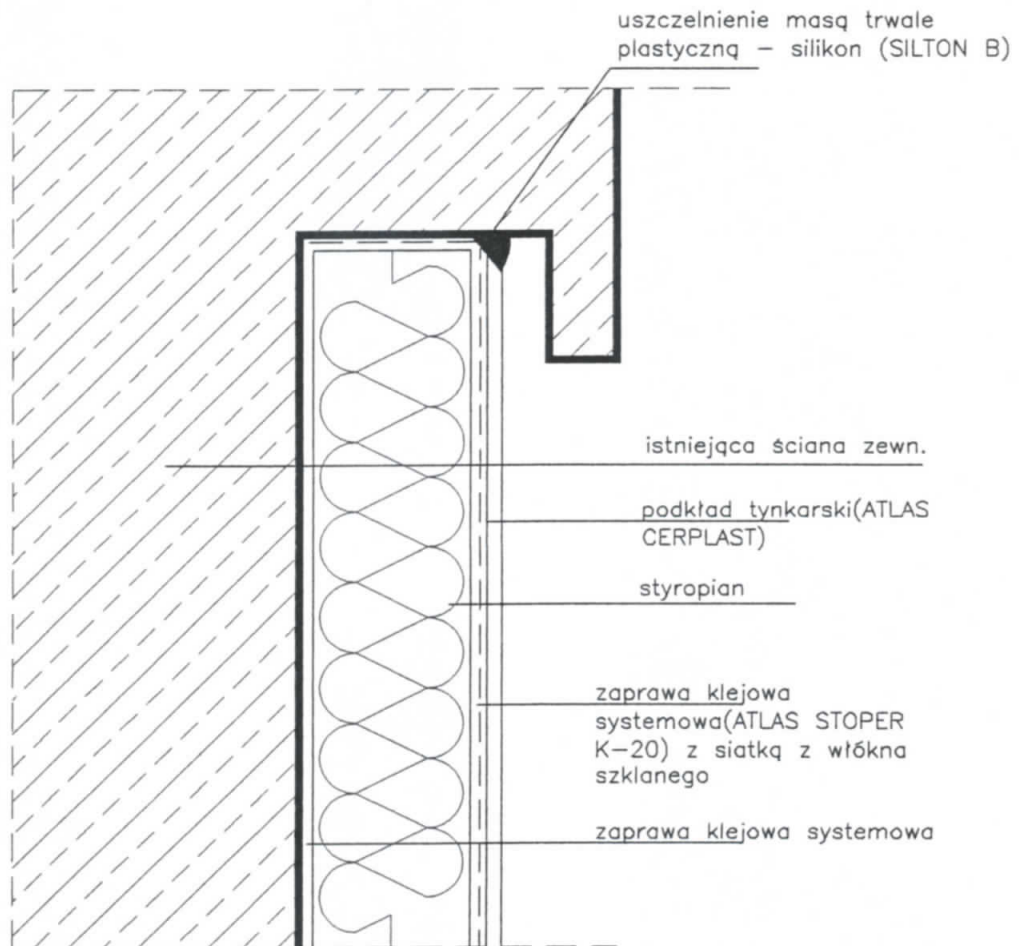 uszczelnienie masą trwale
plastyczną – silikon (SILTON B)
istniejąca ściana zewn.
podkład tynkarski(ATLAS
CERPLAST)
styropian
zaprawa klejowa
systemowa(ATLAS STOPER
K–20) z siatką z włókna
szklanego
zaprawa klejowa systemowa